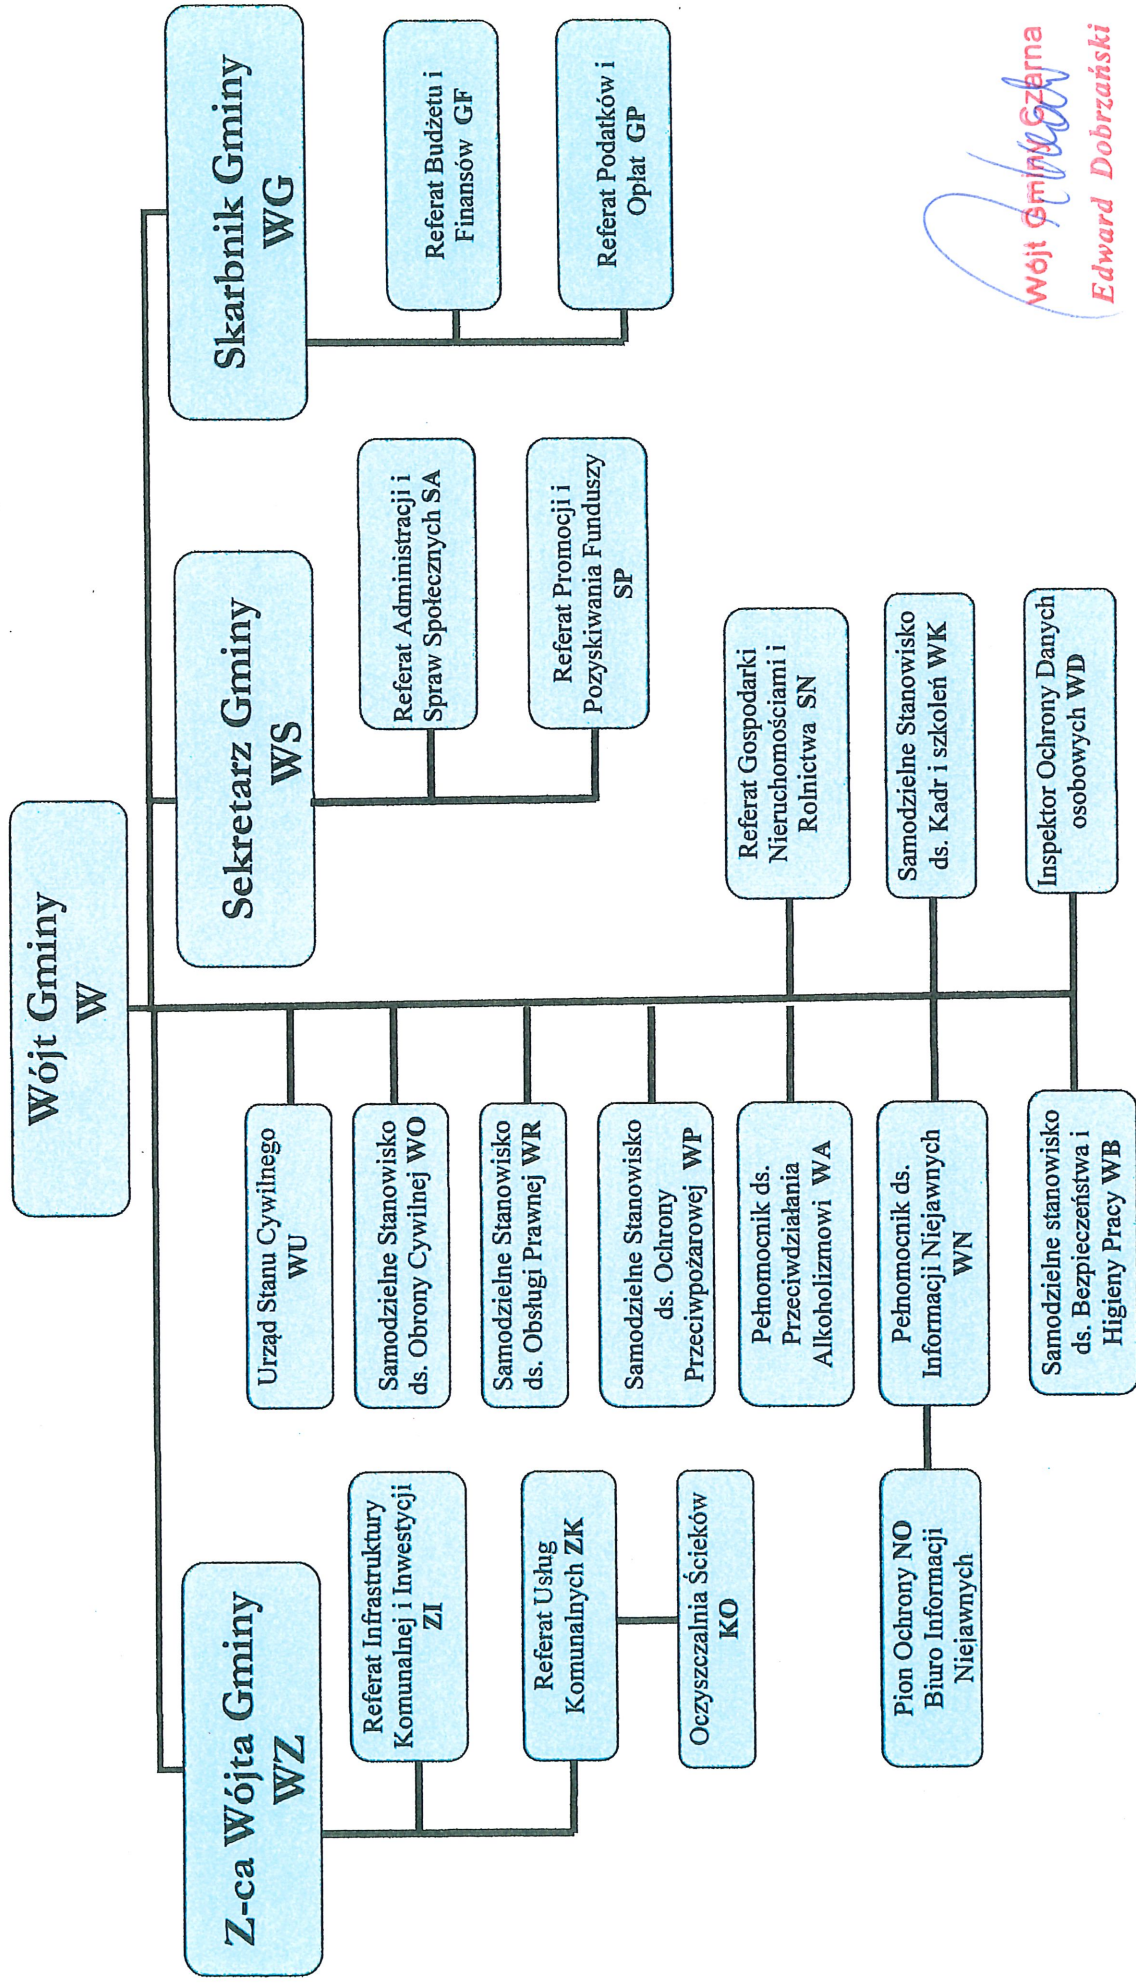 Wójt Gminy
W
Z-ca Wójta Gminy
WZ
Sekretarz Gminy
WS
Skarbnik Gminy
WG
Referat Infrastruktury
Komunalnej i Inwestycji
ZI
Referat Usług
Komunalnych ZK
Oczyszczalnia Ścieków
KO
Pion Ochrony NO
Biuro Informacji
Niejawnych
Urząd Stanu Cywilnego
WU
Samodzielne Stanowisko
ds. Obrony Cywilnej WO
Samodzielne Stanowisko
ds. Obsługi Prawnej WR
Samodzielne Stanowisko
ds. Ochrony
Przeciwpożarowej WP
Pełnomocnik ds.
Przeciwdziałania
Alkoholizmowi WA
Pełnomocnik ds.
Informacji Niejawnych
WN
Samodzielne stanowisko
ds. Bezpieczeństwa i
Higieny Pracy WB
Referat Administracji i
Spraw Społecznych SA
Referat Promocji i
Pozyskiwania Funduszy
SP
Referat Gospodarki
Nieruchomościami i
Rolnictwa SN
Samodzielne Stanowisko
ds. Kadr i szkoleń WK
Inspektor Ochrony Danych
osobowych WD
Referat Budżetu i
Finansów GF
Referat Podatków i
Opłat GP
Wójt Gminy Czarna
Edward Dobrzański